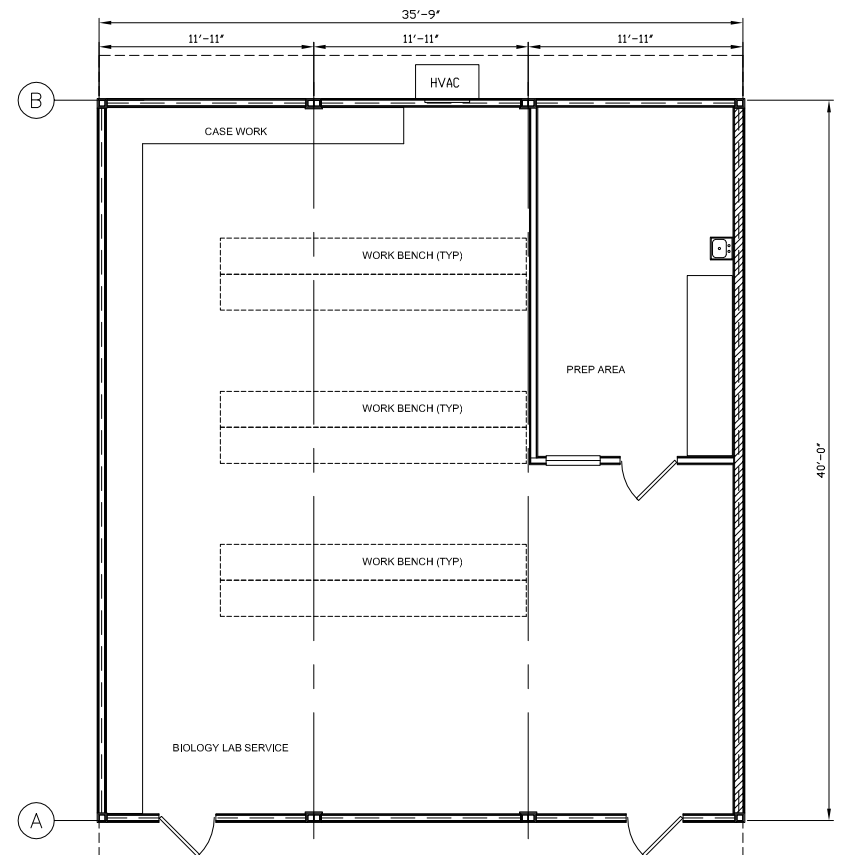 35'-9"
11'-11" 11'-11" 11'-11"
HVAC
B
CASE WORK
WORK BENCH (TYP)
PREP AREA
WORK BENCH (TYP)
40'-0"
WORK BENCH (TYP)
BIOLOGY LAB SERVICE
A